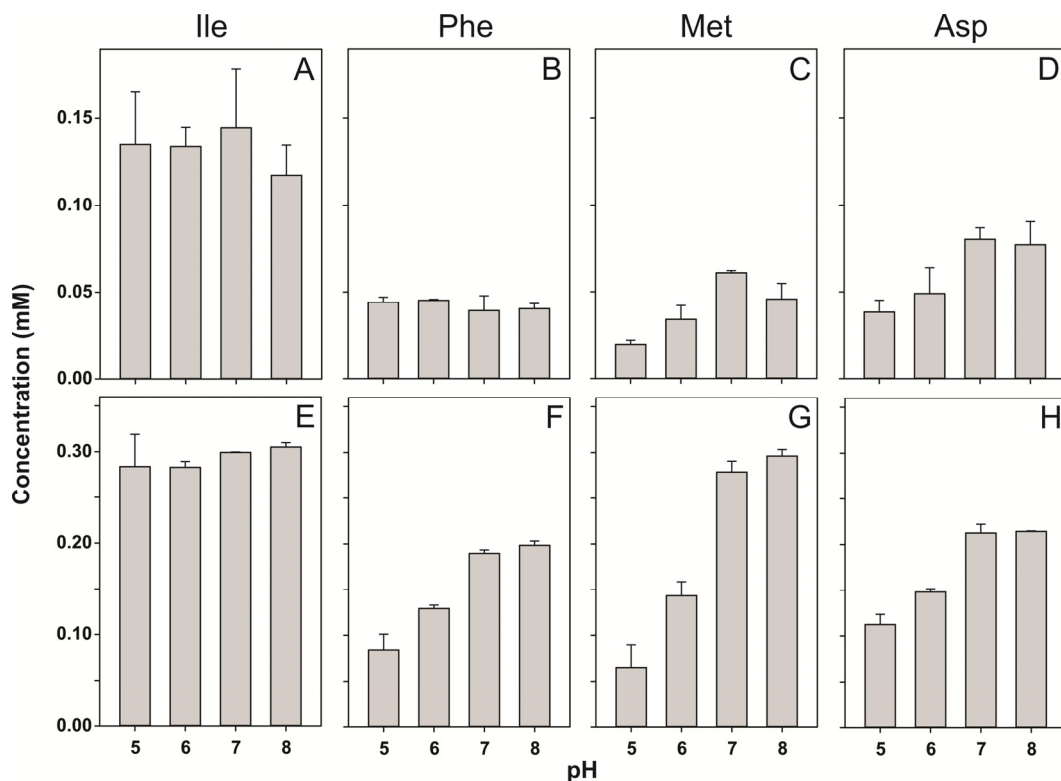 Ile Phe Met Asp
A B C D
0.15
0.10
0.05
0.00
Concentration (mM)
E F G H
0.30
0.20
0.10
0.00
5 6 7 8 5 6 7 8 5 6 7 8 5 6 7 8
pH